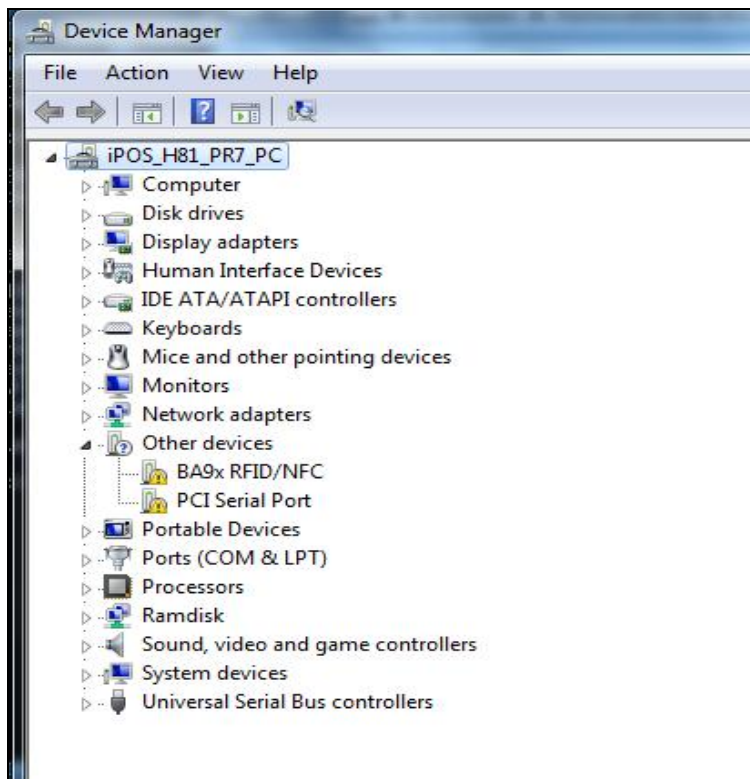 Device Manager
File Action View Help
iPOS_H81_PR7_PC
Computer
Disk drives
Display adapters
Human Interface Devices
IDE ATA/ATAPI controllers
Keyboards
Mice and other pointing devices
Monitors
Network adapters
Other devices
BA9x RFID/NFC
PCI Serial Port
Portable Devices
Ports (COM & LPT)
Processors
Ramdisk
Sound, video and game controllers
System devices
Universal Serial Bus controllers